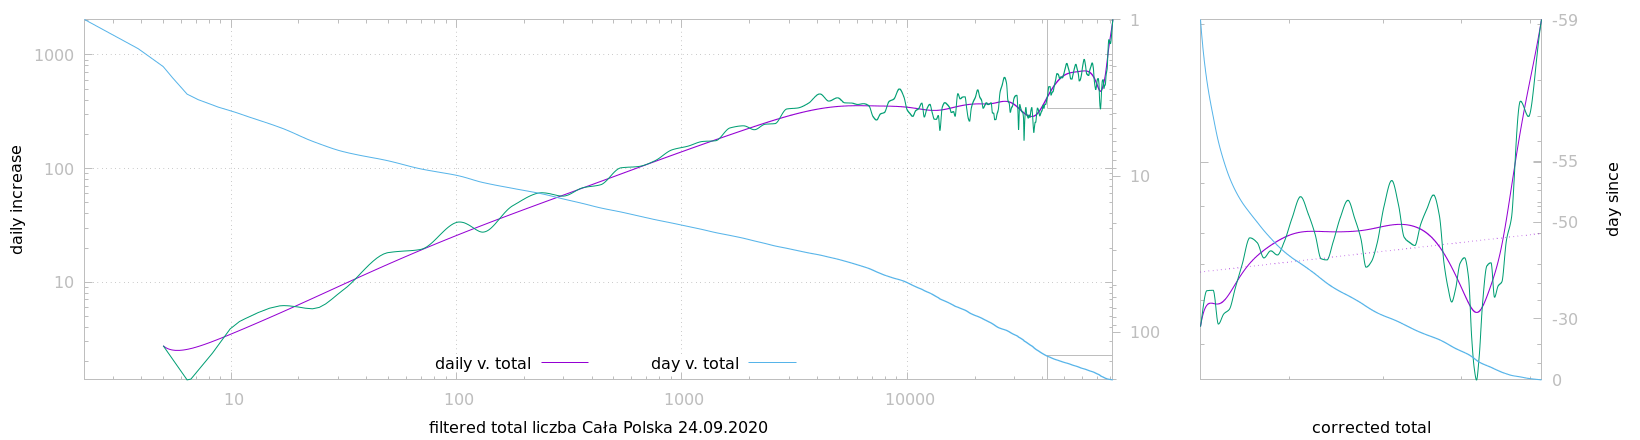 daily increase
1000
100
10
daily v. total
day v. total
10
100
1000
10000
filtered total liczba Cała Polska 24.09.2020
1
10
100
-59
-55
-50
-30
0
day since
corrected total